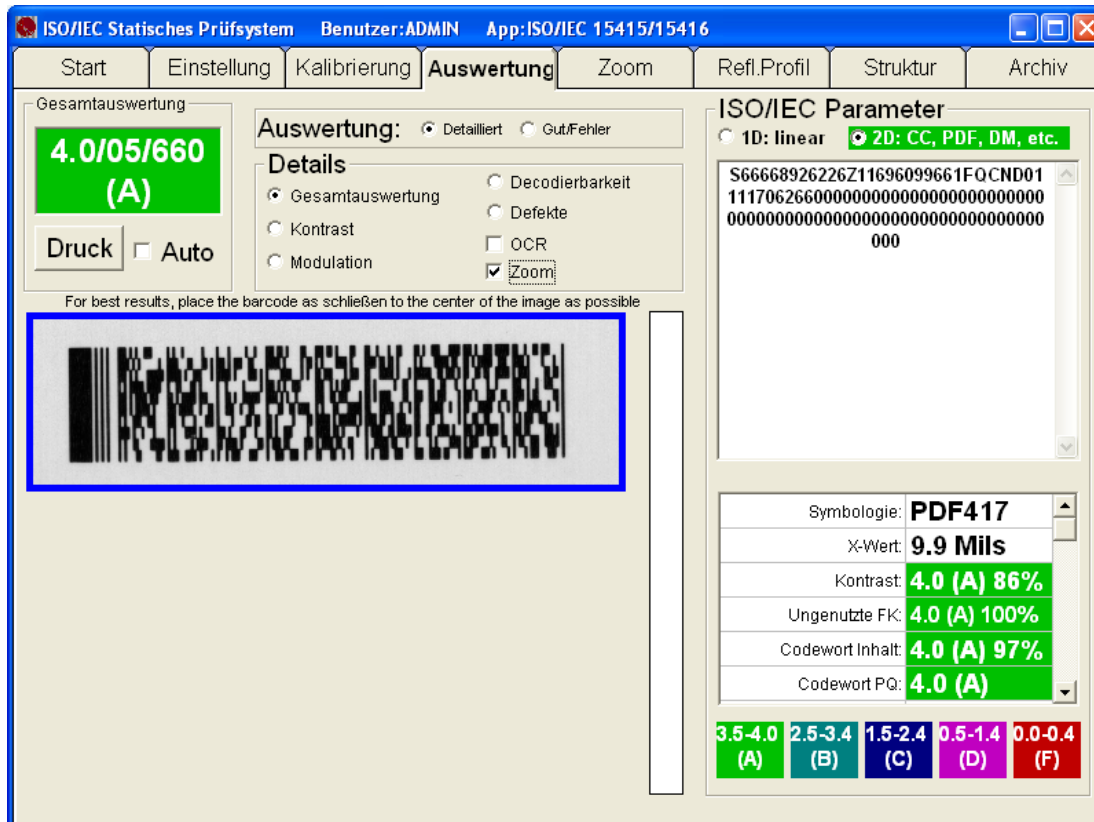 ISO/IEC Statisches Prüfsystem Benutzer:ADMIN App:ISO/IEC 15415/15416
Start Einstellung Kalibrierung Auswertung Zoom Refl.Profil Struktur Archiv
Gesamtauswertung
4.0/05/660
(A)
Druck Auto
Auswertung: Detailliert Gut/Fehler
Details
Gesamtauswertung
Kontrast
Modulation
Decodierbarkeit
Defekte
OCR
Zoom
For best results, place the barcode as schließen to the center of the image as possible
ISO/IEC Parameter
1D: linear 2D: CC, PDF, DM, etc.
S66668926226Z11696099661FQCND01
1117062660000000000000000000000
0000000000000000000000000000000
000
Symbologie: PDF417
X-Wert: 9.9 Mils
Kontrast: 4.0 (A) 86%
Ungenutzte FK: 4.0 (A) 100%
Codewort Inhalt: 4.0 (A) 97%
Codewort PQ: 4.0 (A)
3.5-4.0 2.5-3.4 1.5-2.4 0.5-1.4 0.0-0.4
(A) (B) (C) (D) (F)